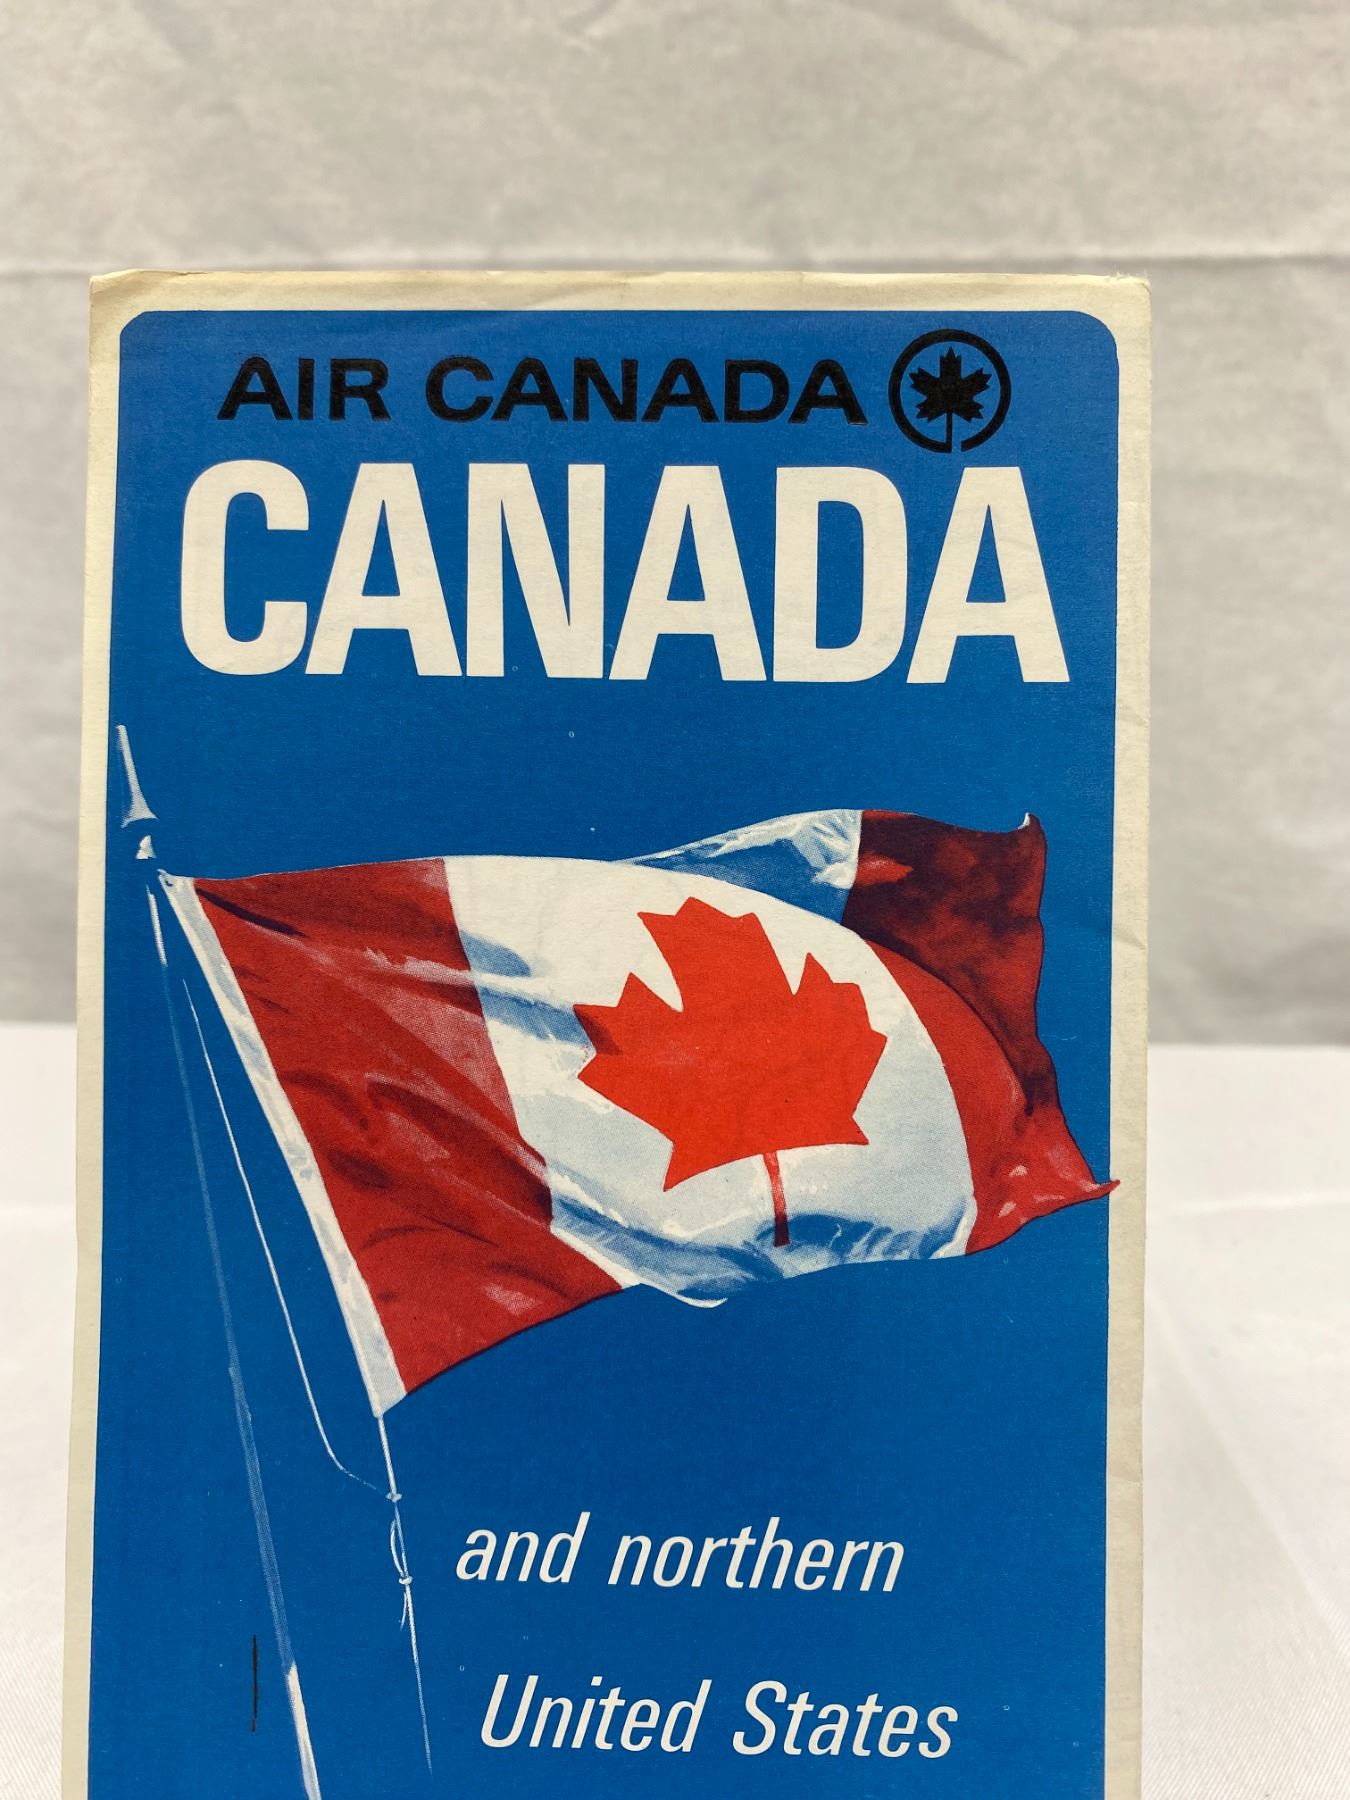 AIR CANADA
CANADA
and northern
United States